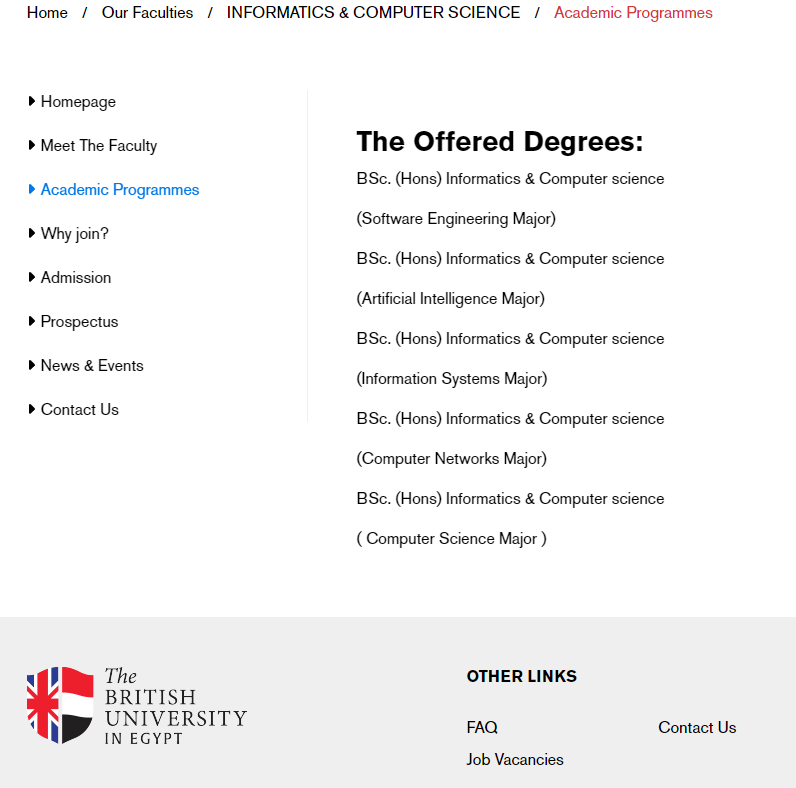 Home / Our Faculties / INFORMATICS & COMPUTER SCIENCE / Academic Programmes
Homepage
Meet The Faculty
Academic Programmes
Why join?
Admission
Prospectus
News & Events
Contact Us
The Offered Degrees:
BSc. (Hons) Informatics & Computer science
(Software Engineering Major)
BSc. (Hons) Informatics & Computer science
(Artificial Intelligence Major)
BSc. (Hons) Informatics & Computer science
(Information Systems Major)
BSc. (Hons) Informatics & Computer science
(Computer Networks Major)
BSc. (Hons) Informatics & Computer science
( Computer Science Major )
The
BRITISH
UNIVERSITY
IN EGYPT
OTHER LINKS
FAQ Contact Us
Job Vacancies